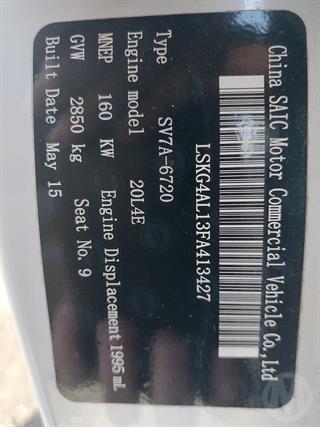 China SAIC Motor Commercial Vehicle Co.,Ltd
LSKG4AL13FA413427
Type SV7A-6720
Engine model 20L4E
MNEP 160 KW Engine Displacement 1995 mL
GVW 2850 kg Seat No. 9
Built Date May 15